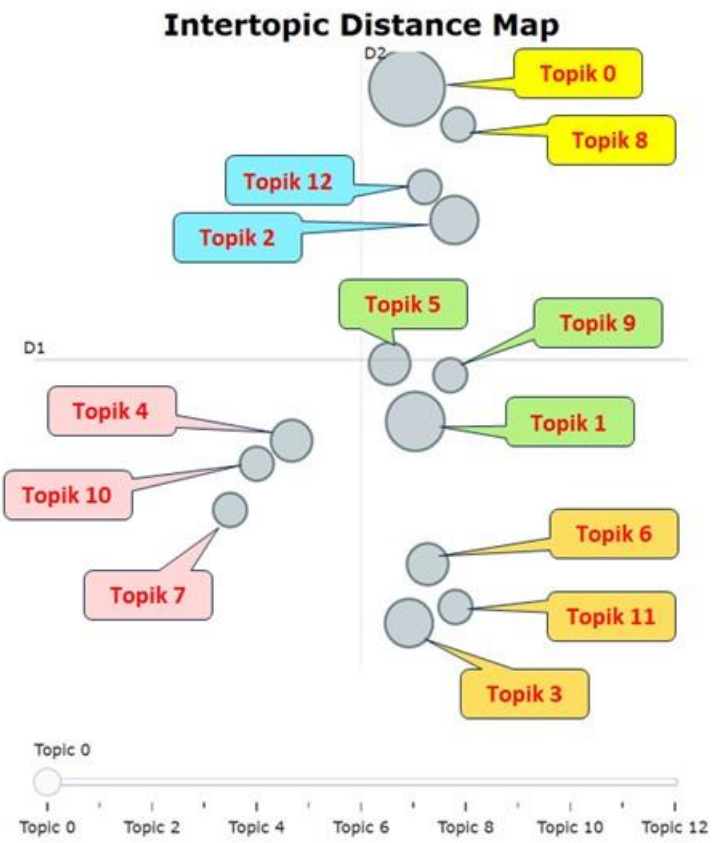 Intertopic Distance Map
D2
Topik 0
Topik 8
Topik 12
Topik 2
Topik 5
Topik 9
D1
Topik 4
Topik 1
Topik 10
Topik 6
Topik 7
Topik 11
Topik 3
Topic 0
Topic 0 Topic 2 Topic 4 Topic 6 Topic 8 Topic 10 Topic 12